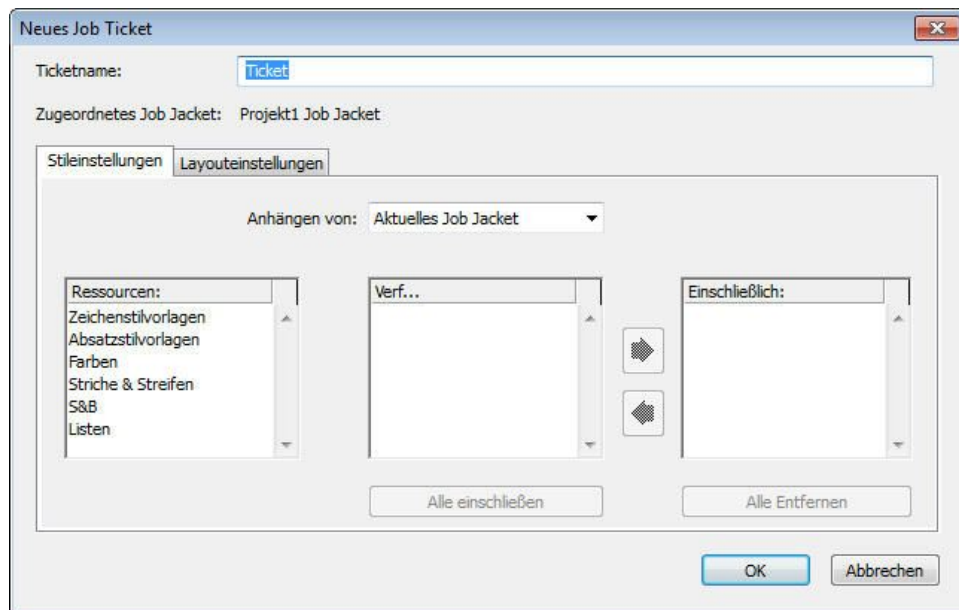 Neues Job Ticket
Ticketname: Ticket
Zugeordnetes Job Jacket: Projekt1 Job Jacket
Stileinstellungen Layouteinstellungen
Anhängen von: Aktuelles Job Jacket
Ressourcen: Verf... Einschließlich:
Zeichenstilvorlagen
Absatzstilvorlagen
Farben
Striche & Streifen
S&B
Listen
Alle einschließen Alle Entfernen
OK Abbrechen